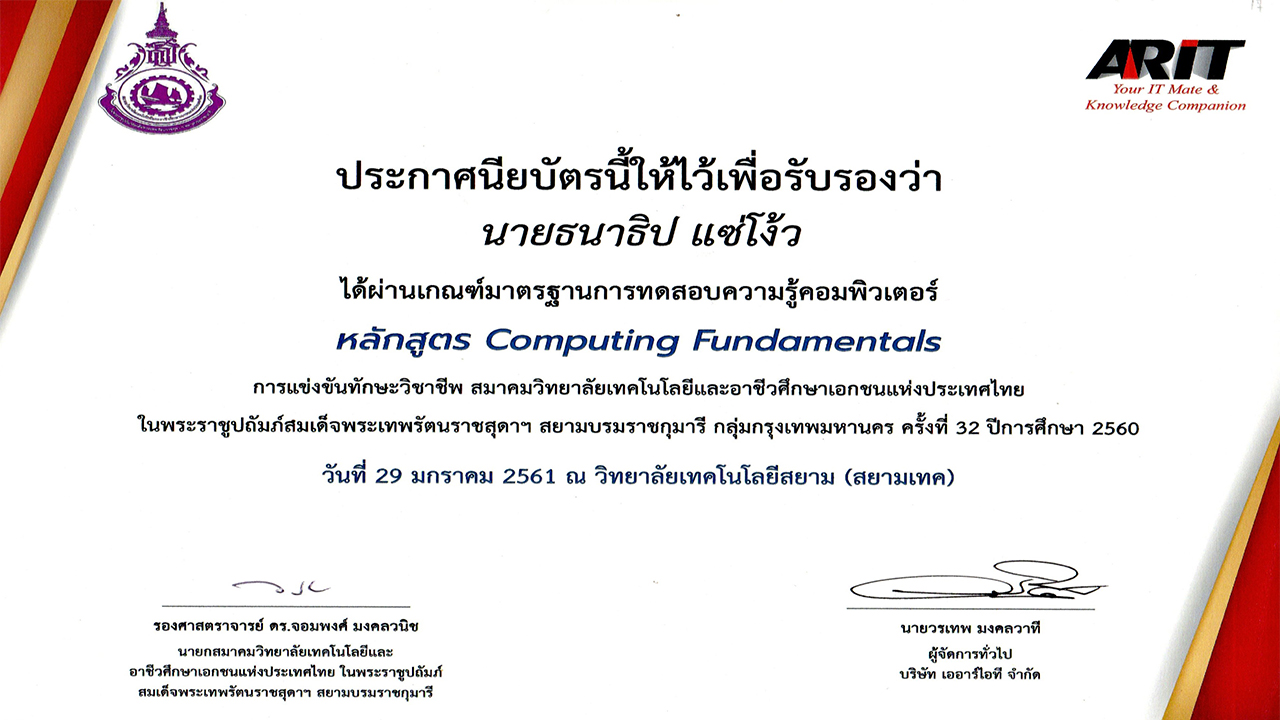 ARiT
Your IT Mate &
Knowledge Companion
ประกาศนียบัตรนี้ให้ไว้เพื่อรับรองว่า
นายธนาธิป แซ่โง้ว
ได้ผ่านเกณฑ์มาตรฐานการทดสอบความรู้คอมพิวเตอร์
หลักสูตร Computing Fundamentals
การแข่งขันทักษะวิชาชีพ สมาคมวิทยาลัยเทคโนโลยีและอาชีวศึกษาเอกชนแห่งประเทศไทย
ในพระราชูปถัมภ์สมเด็จพระเทพรัตนราชสุดาฯ สยามบรมราชกุมารี กลุ่มกรุงเทพมหานคร ครั้งที่ 32 ปีการศึกษา 2560
วันที่ 29 มกราคม 2561 ณ วิทยาลัยเทคโนโลยีสยาม (สยามเทค)
รองศาสตราจารย์ ดร.จอมพงศ์ มงคลวนิช
นายกสมาคมวิทยาลัยเทคโนโลยีและ
อาชีวศึกษาเอกชนแห่งประเทศไทย ในพระราชูปถัมภ์
สมเด็จพระเทพรัตนราชสุดาฯ สยามบรมราชกุมารี
นายวรเทพ มงคลวาที
ผู้จัดการทั่วไป
บริษัท เออาร์ไอที จำกัด